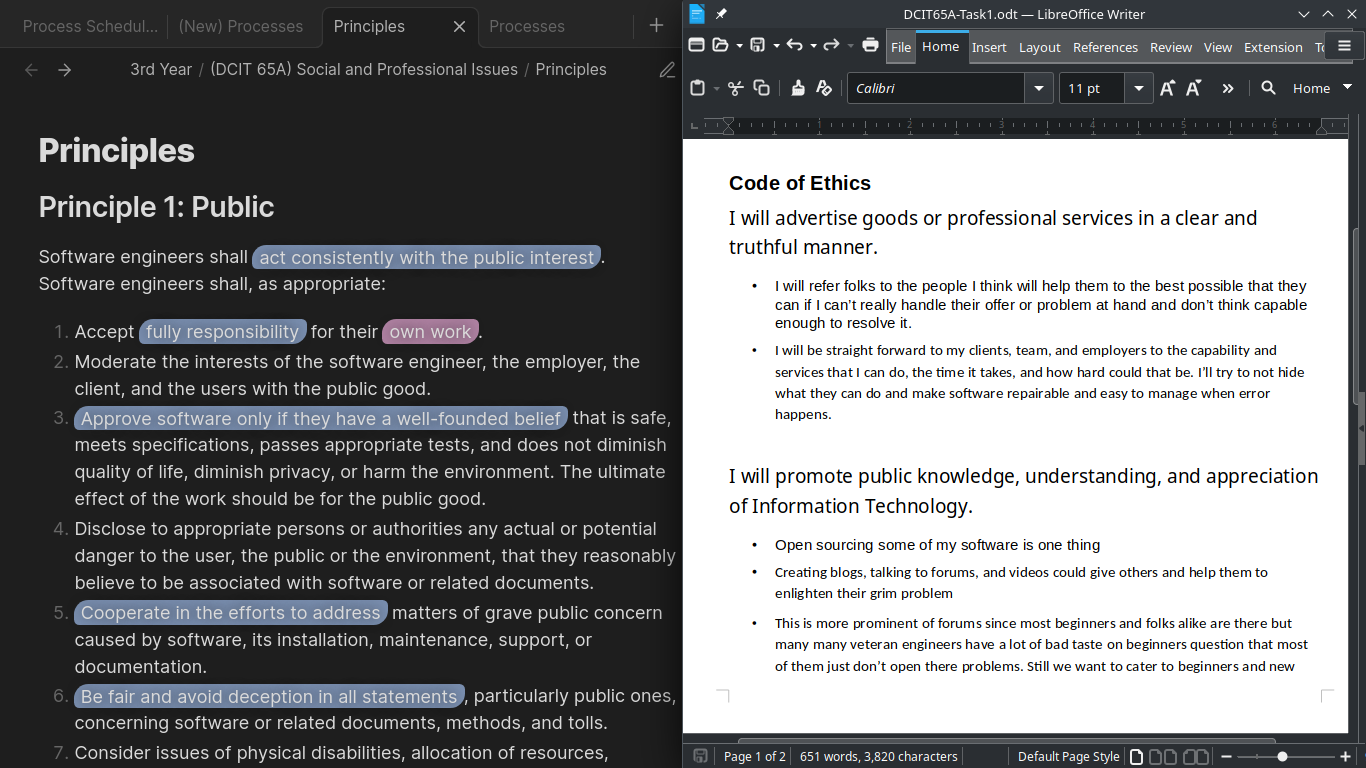 Process Schedul...
(New) Processes
Principles
Processes
3rd Year / (DCIT 65A) Social and Professional Issues / Principles
Principles
Principle 1: Public
Software engineers shall act consistently with the public interest.
Software engineers shall, as appropriate:
1. Accept fully responsibility for their own work.
2. Moderate the interests of the software engineer, the employer, the
client, and the users with the public good.
3. Approve software only if they have a well-founded belief that is safe,
meets specifications, passes appropriate tests, and does not diminish
quality of life, diminish privacy, or harm the environment. The ultimate
effect of the work should be for the public good.
4. Disclose to appropriate persons or authorities any actual or potential
danger to the user, the public or the environment, that they reasonably
believe to be associated with software or related documents.
5. Cooperate in the efforts to address matters of grave public concern
caused by software, its installation, maintenance, support, or
documentation.
6. Be fair and avoid deception in all statements, particularly public ones,
concerning software or related documents, methods, and tolls.
7. Consider issues of physical disabilities, allocation of resources,
DCIT65A-Task1.odt — LibreOffice Writer
File Home Insert Layout References Review View Extension To
Calibri
11 pt
Home
1 2 3 4 5 6
Code of Ethics
I will advertise goods or professional services in a clear and
truthful manner.
• I will refer folks to the people I think will help them to the best possible that they
can if I can’t really handle their offer or problem at hand and don’t think capable
enough to resolve it.
• I will be straight forward to my clients, team, and employers to the capability and
services that I can do, the time it takes, and how hard could that be. I’ll try to not hide
what they can do and make software repairable and easy to manage when error
happens.
I will promote public knowledge, understanding, and appreciation
of Information Technology.
• Open sourcing some of my software is one thing
• Creating blogs, talking to forums, and videos could give others and help them to
enlighten their grim problem
• This is more prominent of forums since most beginners and folks alike are there but
many many veteran engineers have a lot of bad taste on beginners question that most
of them just don’t open there problems. Still we want to cater to beginners and new
Page 1 of 2
651 words, 3,820 characters
Default Page Style